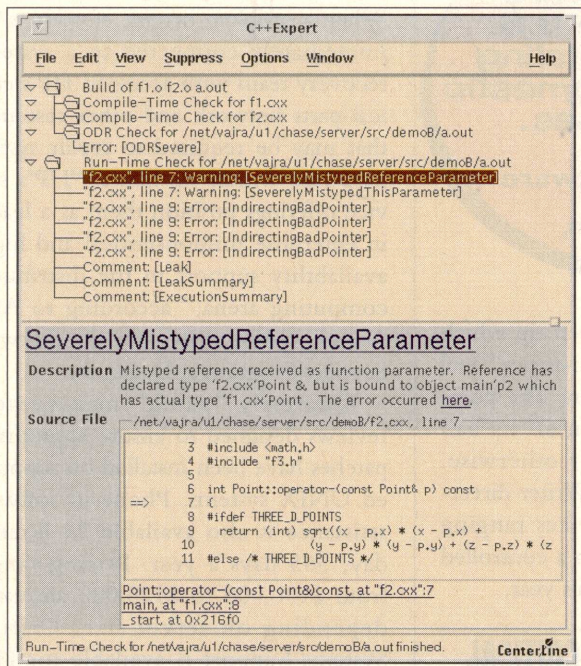 C++Expert
File Edit View Suppress Options Window Help
Build of f1.o f2.o a.out
Compile-Time Check for f1.cxx
Compile-Time Check for f2.cxx
ODR Check for /net/vajra/u1/chase/server/src/demoB/a.out
Error: [ODRSevere]
Run-Time Check for /net/vajra/u1/chase/server/src/demoB/a.out
"f2.cxx", line 7: Warning: [SeverelyMistypedReferenceParameter]
"f2.cxx", line 7: Warning: [SeverelyMistypedThisParameter]
"f2.cxx", line 9: Error: [IndirectingBadPointer]
"f2.cxx", line 9: Error: [IndirectingBadPointer]
"f2.cxx", line 9: Error: [IndirectingBadPointer]
"f2.cxx", line 9: Error: [IndirectingBadPointer]
Comment: [Leak]
Comment: [LeakSummary]
Comment: [ExecutionSummary]
SeverelyMistypedReferenceParameter
Description Mistyped reference received as function parameter. Reference has
declared type 'f2.cxx'Point &, but is bound to object main'p2 which
has actual type 'f1.cxx'Point . The error occurred here.
Source File /net/vajra/u1/chase/server/src/demoB/f2.cxx, line 7
3 #include <math.h>
4 #include "f3.h"
5
6 int Point::operator-(const Point& p) const
==> 7 {
8 #ifdef THREE_D_POINTS
9 return (int) sqrt((x - p.x) * (x - p.x) +
10 (y - p.y) * (y - p.y) + (z - p.z) * (z
11 #else /* THREE_D_POINTS */
Point::operator-(const Point&)const, at "f2.cxx":7
main, at "f1.cxx":8
_start, at 0x216f0
Run-Time Check for /net/vajra/u1/chase/server/src/demoB/a.out finished.
CenterLine